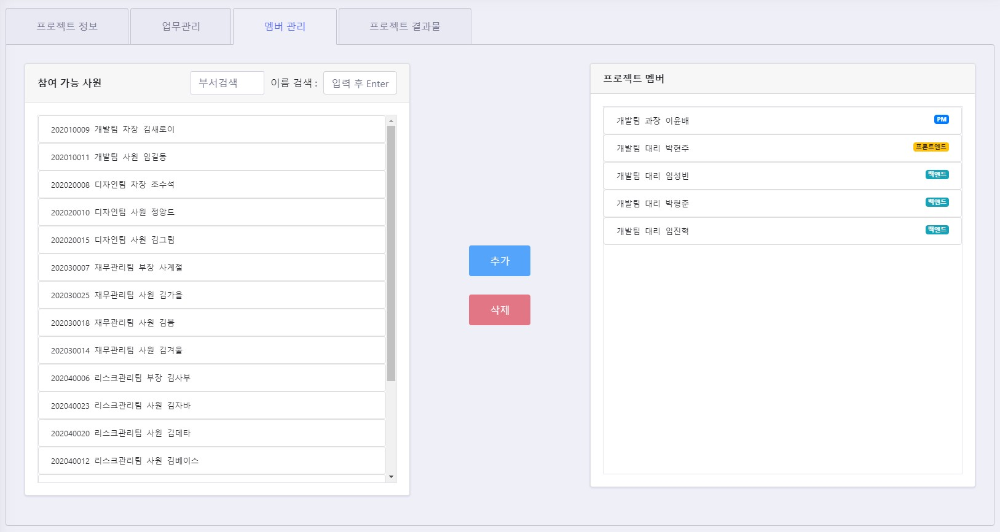 프로젝트 정보
업무관리
멤버 관리
프로젝트 결과물
참여 가능 사원
부서검색
이름 검색 :
입력 후 Enter
202010009 개발팀 차장 김새로이
202010011 개발팀 사원 임길동
202020008 디자인팀 차장 조수석
202020010 디자인팀 사원 정앙드
202020015 디자인팀 사원 김그림
202030007 재무관리팀 부장 사계절
202030025 재무관리팀 사원 김가을
202030018 재무관리팀 사원 김봄
202030014 재무관리팀 사원 김겨울
202040006 리스크관리팀 부장 김사부
202040023 리스크관리팀 사원 김자바
202040020 리스크관리팀 사원 김데타
202040012 리스크관리팀 사원 김베이스
추가
삭제
프로젝트 멤버
개발팀 과장 이윤배
PM
개발팀 대리 박현주
프론트엔드
개발팀 대리 임성빈
백엔드
개발팀 대리 박형준
백엔드
개발팀 대리 임진혁
백엔드